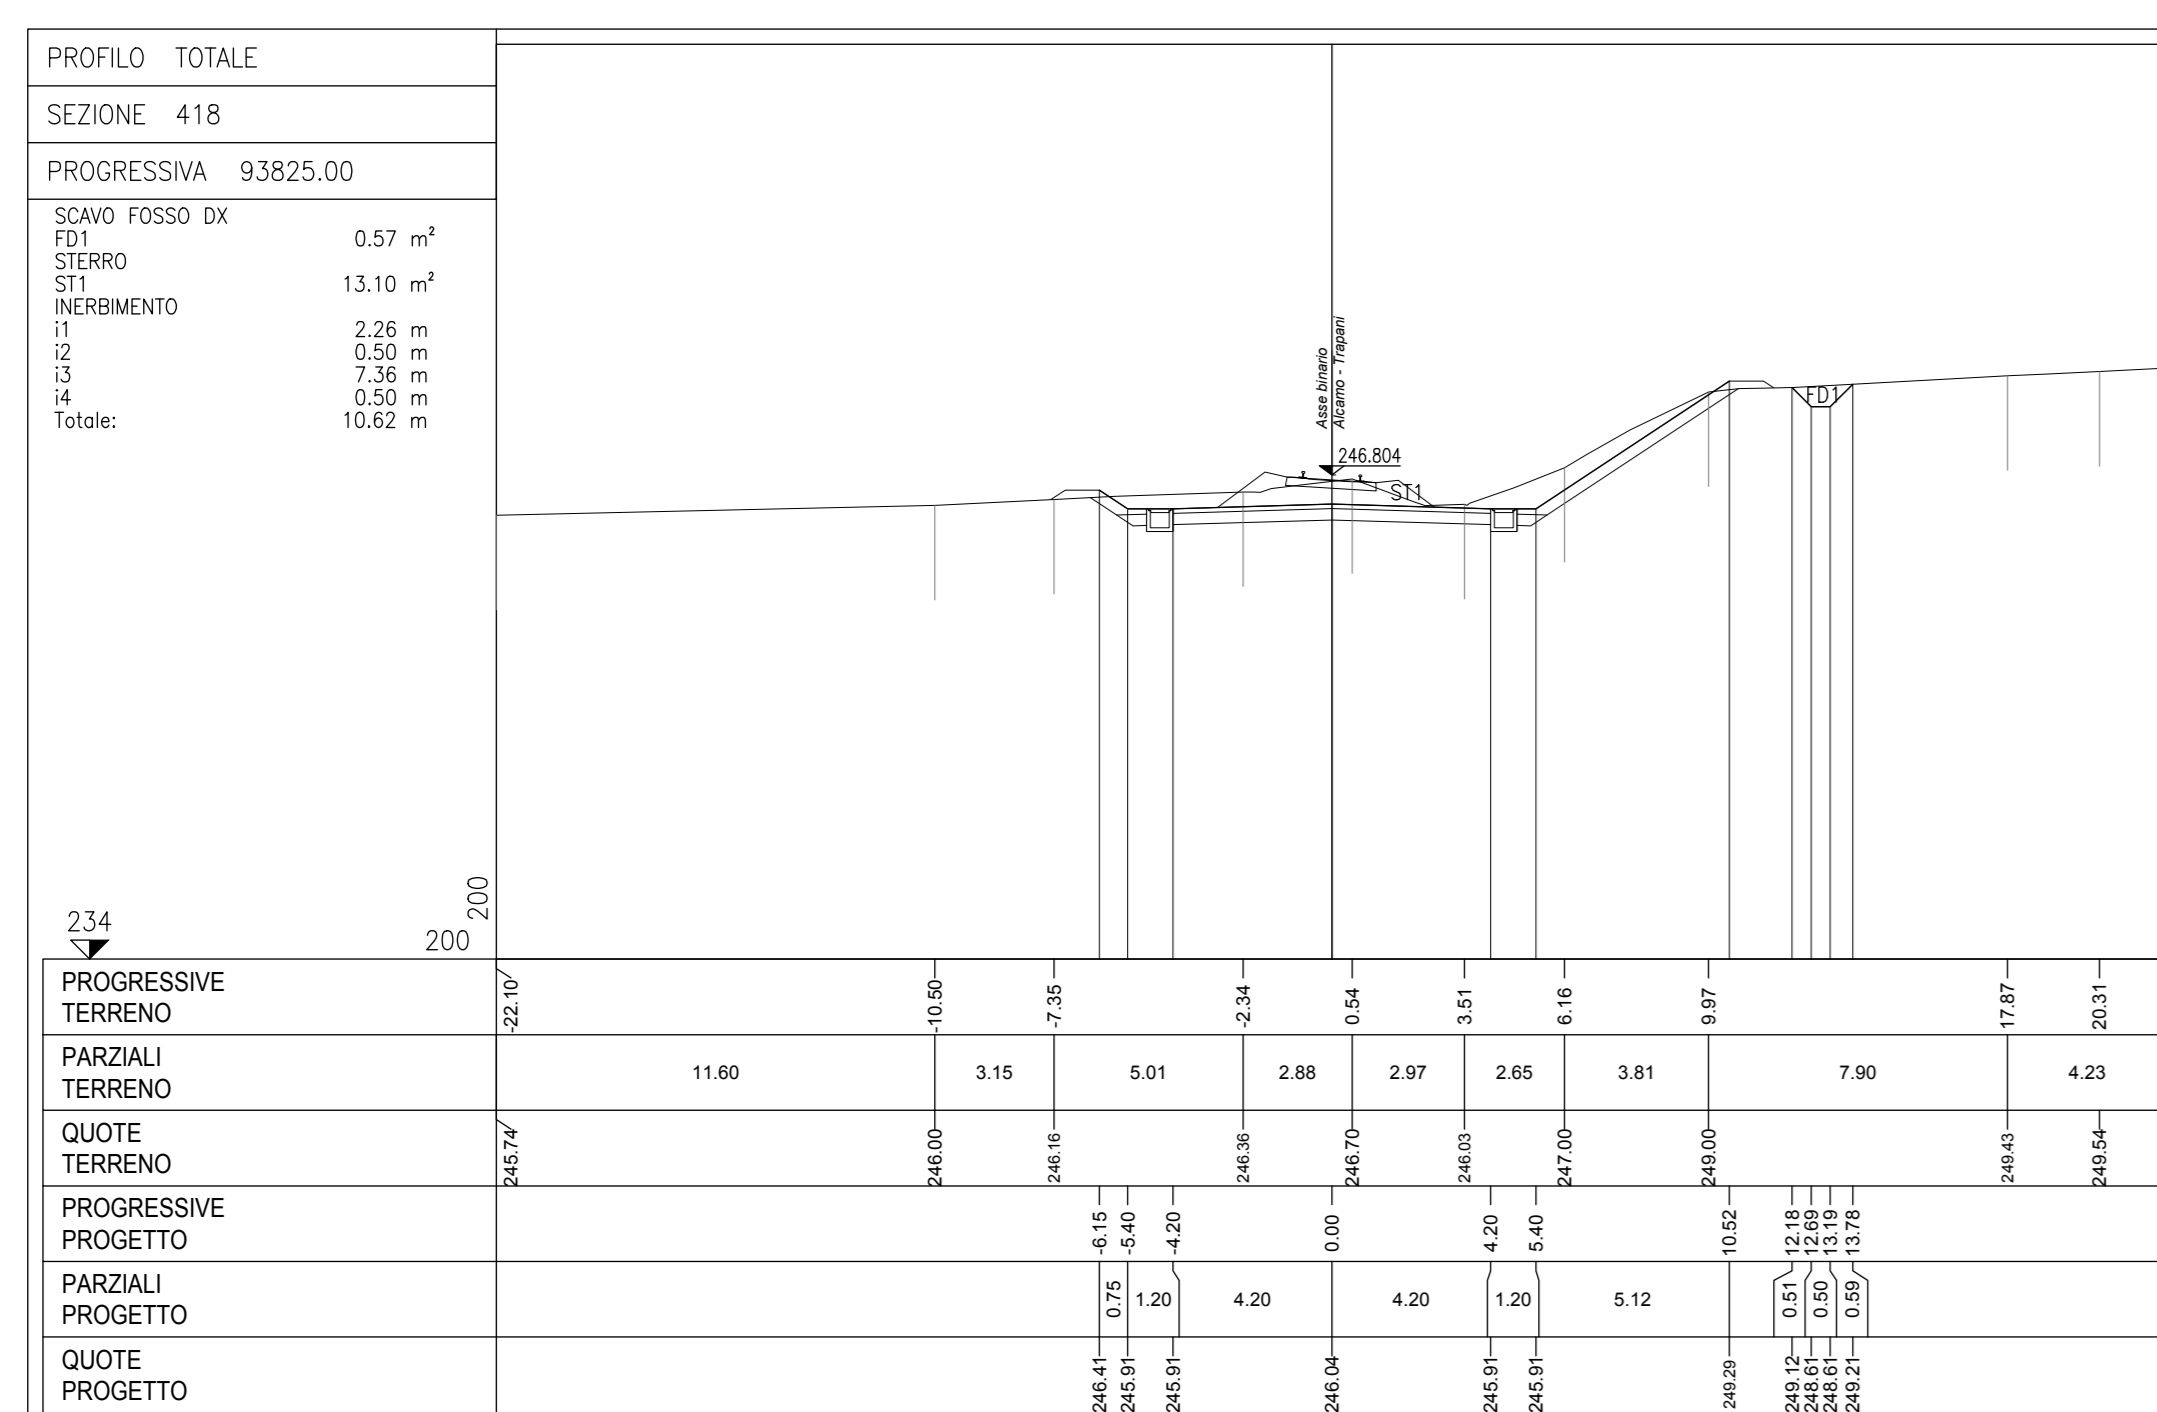 PROFILO TOTALE
SEZIONE 418
PROGRESSIVA 93825.00
SCAVO FOSSO DX
FD1 0.57 m²
STERRO
ST1 13.10 m²
INERBIMENTO
i1 2.26 m
i2 0.50 m
i3 7.36 m
i4 0.50 m
Totale: 10.62 m
Asse binario
Alcamo - Trapani
246.804
ST1
FD1
234
200
200
PROGRESSIVE
TERRENO
-22.10 -10.50 -7.35 -2.34 0.54 3.51 6.16 9.97 17.87 20.31
PARZIALI
TERRENO
11.60 3.15 5.01 2.88 2.97 2.65 3.81 7.90 4.23
QUOTE
TERRENO
245.74 246.00 246.16 246.36 246.70 246.03 247.00 249.00 249.43 249.54
PROGRESSIVE
PROGETTO
-6.15 -5.40 -4.20 0.00 4.20 5.40 10.52 12.18 12.69 13.19 13.78
PARZIALI
PROGETTO
0.75 1.20 4.20 4.20 1.20 5.12 0.51 0.50 0.59
QUOTE
PROGETTO
246.41 245.91 245.91 246.04 245.91 245.91 249.29 249.12 248.61 248.61 249.21